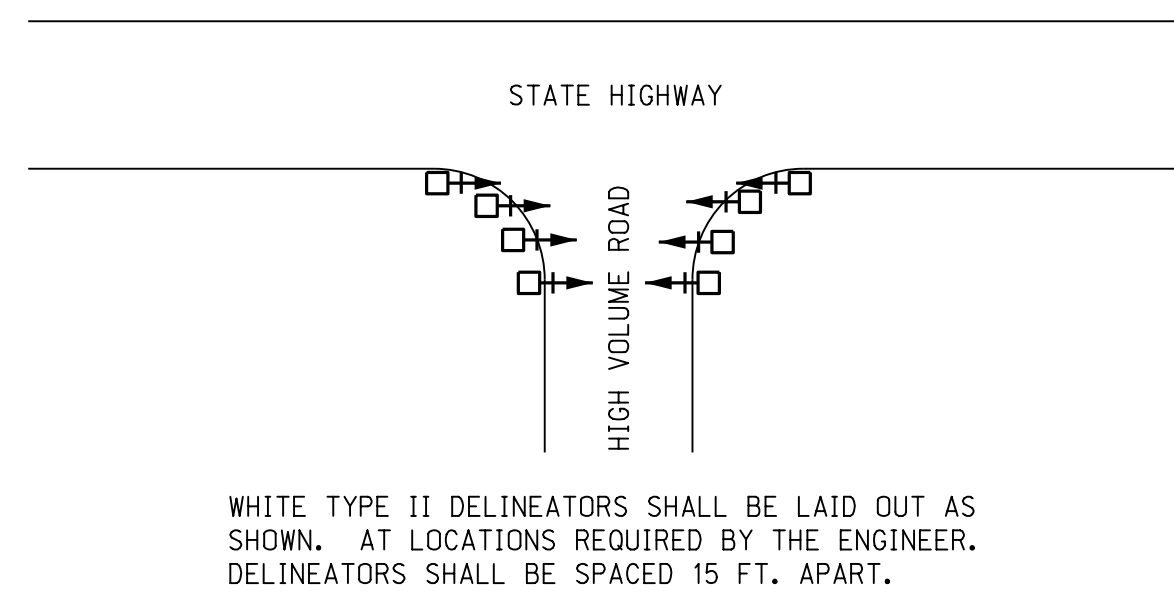 STATE HIGHWAY
HIGH VOLUME ROAD
WHITE TYPE II DELINEATORS SHALL BE LAID OUT AS
SHOWN. AT LOCATIONS REQUIRED BY THE ENGINEER.
DELINEATORS SHALL BE SPACED 15 FT. APART.